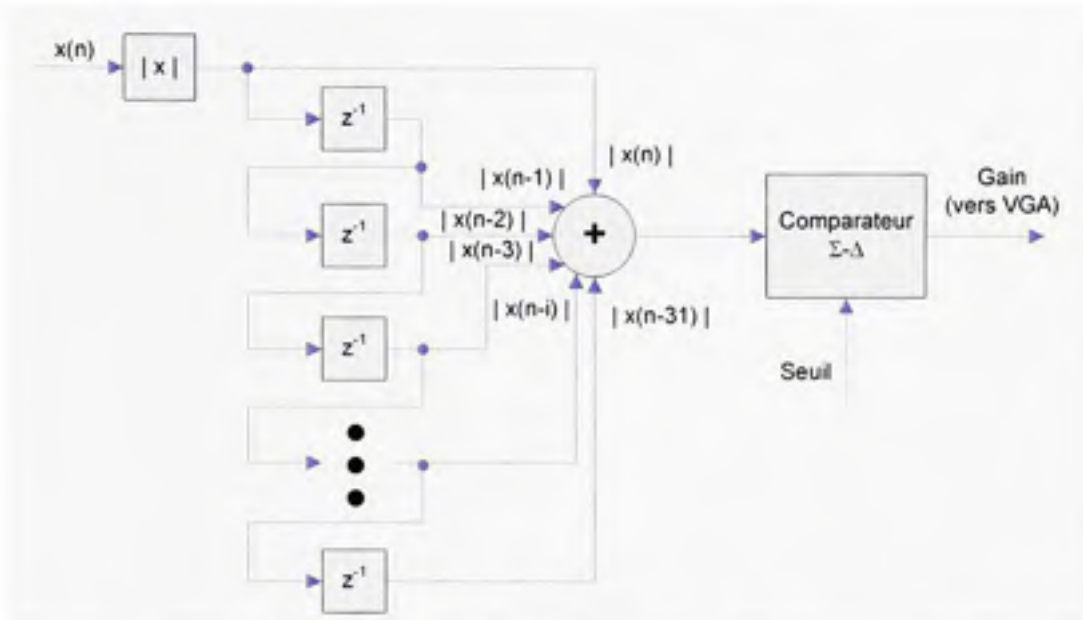 x(n)
| x |
z⁻¹
| x(n) |
| x(n-1) |
z⁻¹
| x(n-2) |
| x(n-3) |
+
Comparateur
Σ-Δ
Gain
(vers VGA)
z⁻¹
| x(n-i) |
| x(n-31) |
Seuil
z⁻¹